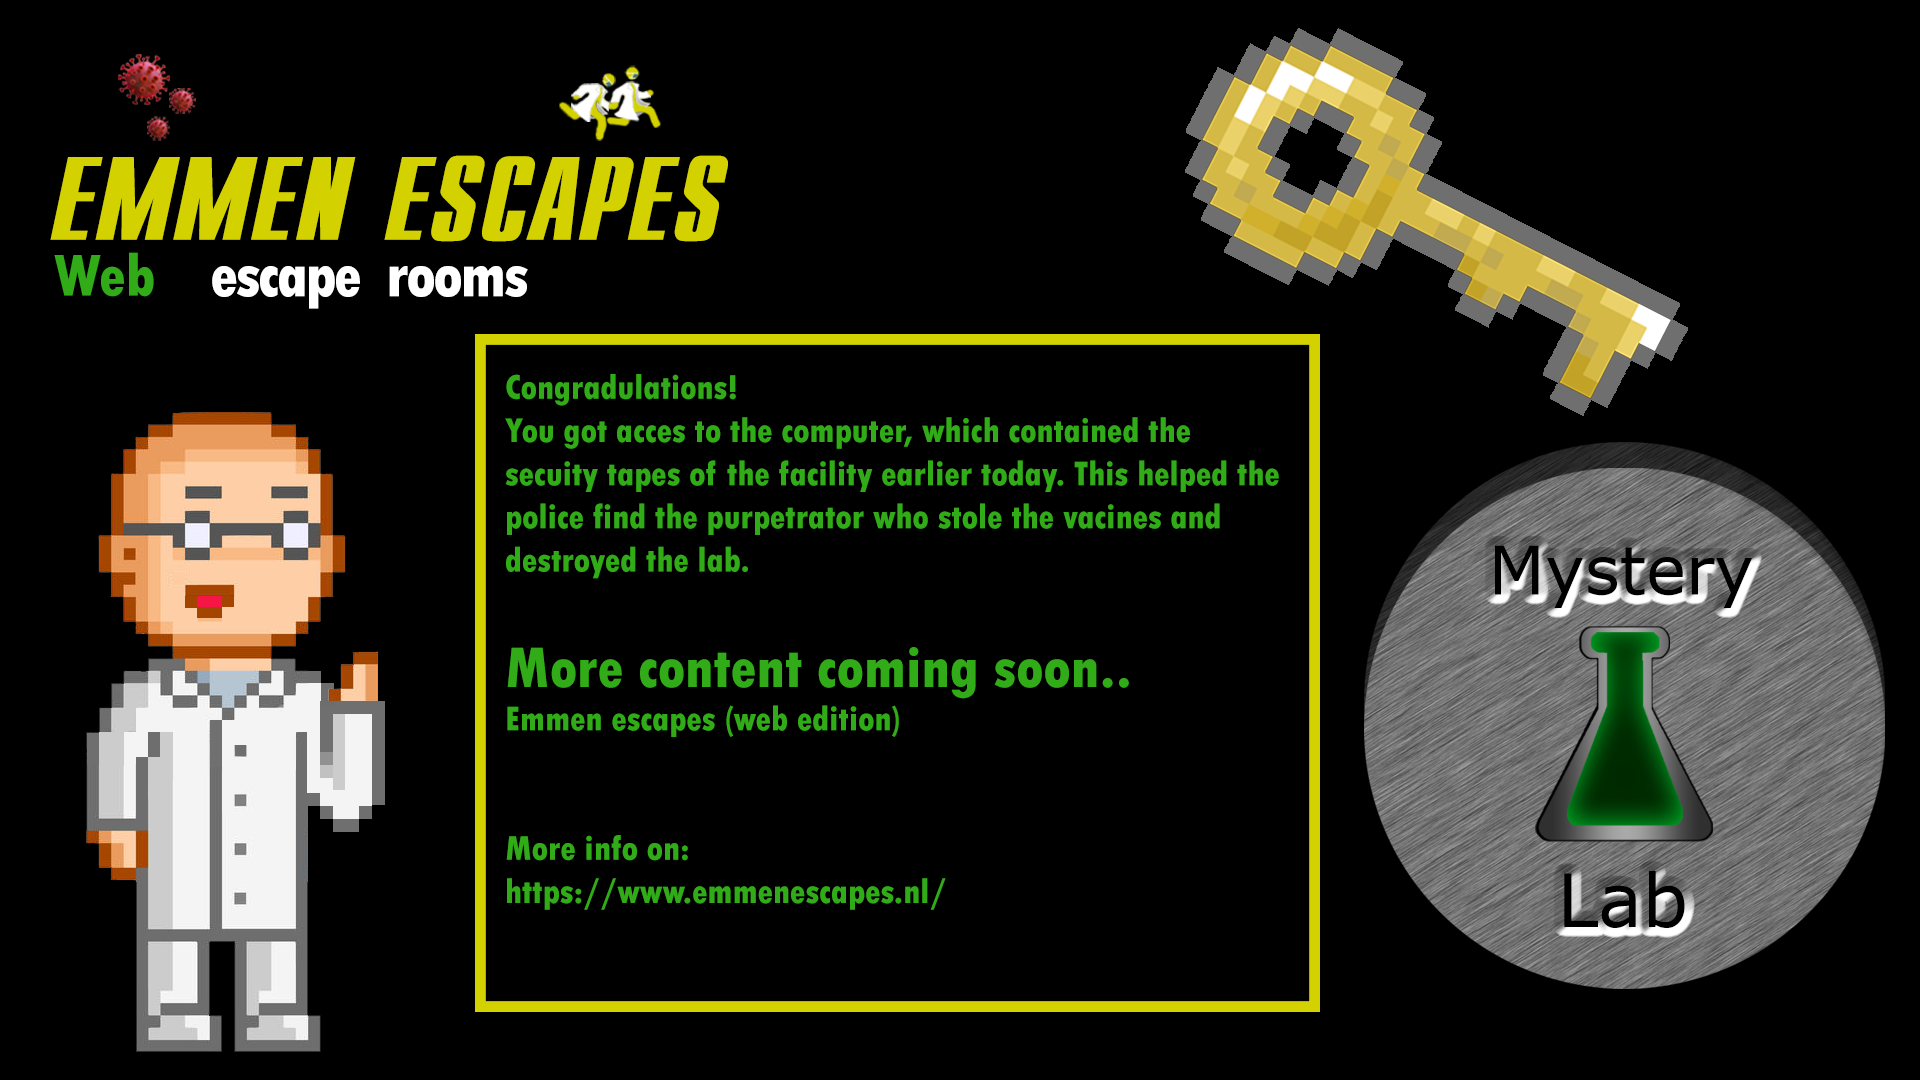 EMMEN ESCAPES
Web escape rooms
Congradulations!
You got acces to the computer, which contained the
secuity tapes of the facility earlier today. This helped the
police find the purpetrator who stole the vacines and
destroyed the lab.
More content coming soon..
Emmen escapes (web edition)
More info on:
https://www.emmenescapes.nl/
Mystery
Lab